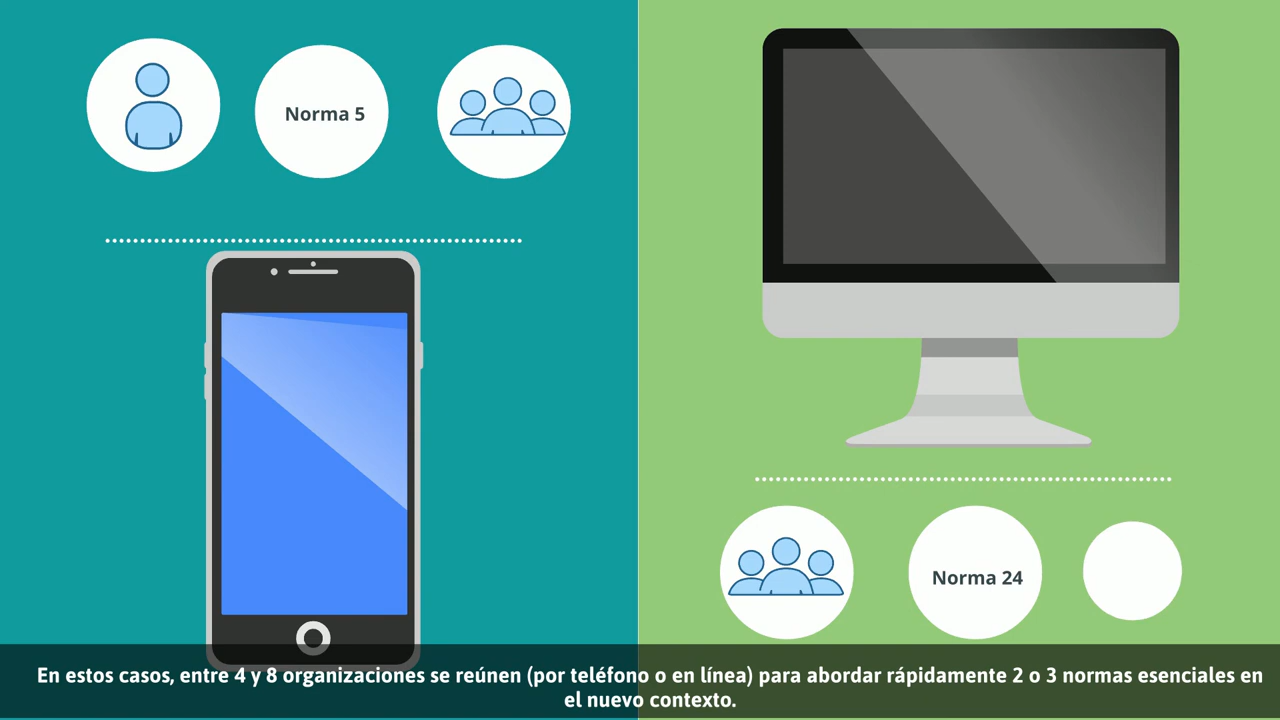 Norma 5
Norma 24
En estos casos, entre 4 y 8 organizaciones se reúnen (por teléfono o en línea) para abordar rápidamente 2 o 3 normas esenciales en
el nuevo contexto.